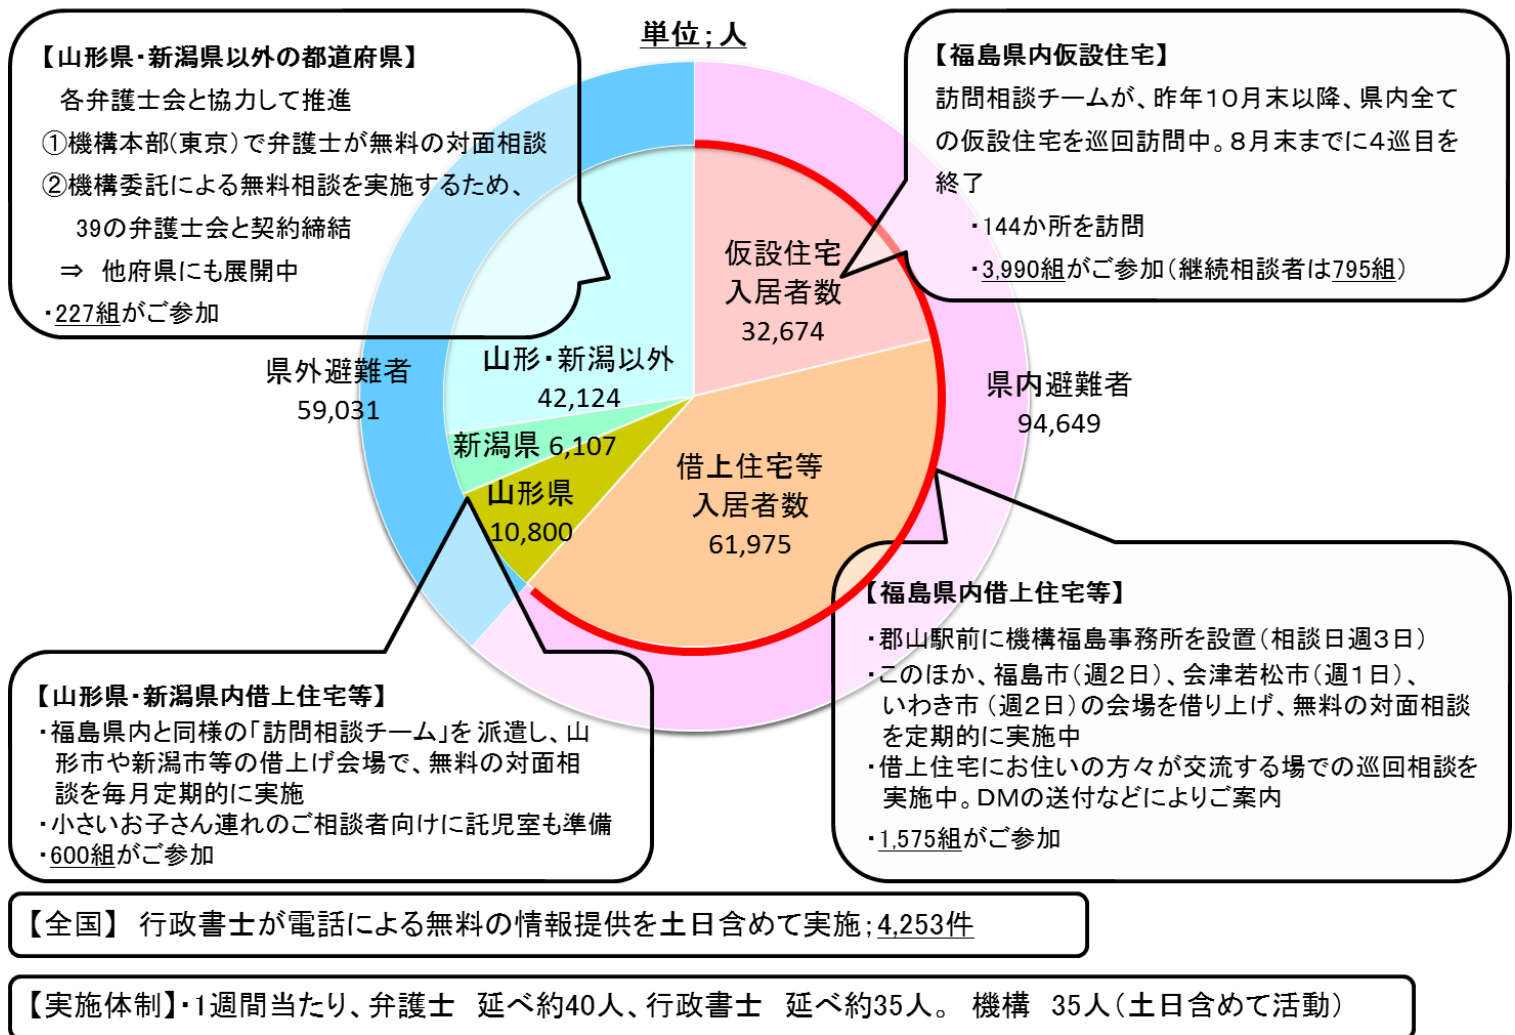 単位；人
【山形県・新潟県以外の都道府県】
各弁護士会と協力して推進
①機構本部（東京）で弁護士が無料の対面相談
②機構委託による無料相談を実施するため、
39の弁護士会と契約締結
⇒ 他府県にも展開中
・227組がご参加
【福島県内仮設住宅】
訪問相談チームが、昨年１０月末以降、県内全て
の仮設住宅を巡回訪問中。８月末までに４巡目を
終了
・144か所を訪問
・3,990組がご参加（継続相談者は795組）
仮設住宅
入居者数
32,674
県外避難者
59,031
山形・新潟以外
42,124
県内避難者
94,649
新潟県 6,107
山形県
10,800
借上住宅等
入居者数
61,975
【福島県内借上住宅等】
・郡山駅前に機構福島事務所を設置（相談日週３日）
・このほか、福島市（週２日）、会津若松市（週１日）、
いわき市（週２日）の会場を借り上げ、無料の対面相談
を定期的に実施中
・借上住宅にお住いの方々が交流する場での巡回相談を
実施中。ＤＭの送付などによりご案内
・1,575組がご参加
【山形県・新潟県内借上住宅等】
・福島県内と同様の「訪問相談チーム」を派遣し、山
形市や新潟市等の借上げ会場で、無料の対面相
談を毎月定期的に実施
・小さいお子さん連れのご相談者向けに託児室も準備
・600組がご参加
【全国】 行政書士が電話による無料の情報提供を土日含めて実施；4,253件
【実施体制】・１週間当たり、弁護士　延べ約40人、行政書士　延べ約35人。　機構　35人（土日含めて活動）